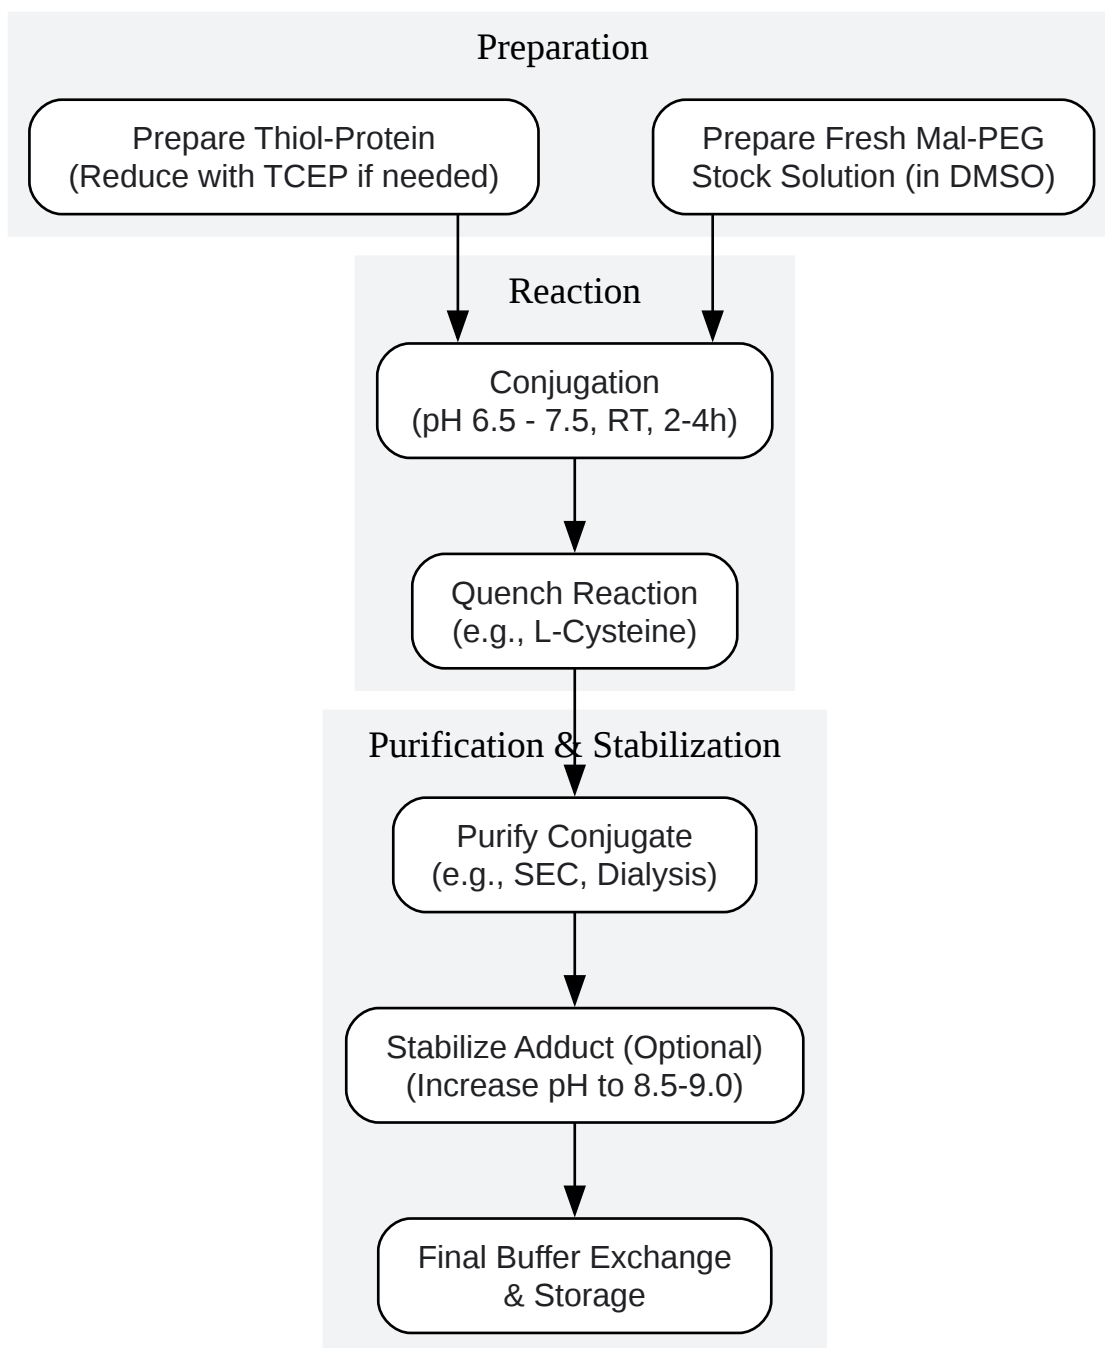 Preparation
Prepare Thiol-Protein
(Reduce with TCEP if needed)
Prepare Fresh Mal-PEG
Stock Solution (in DMSO)
Reaction
Conjugation
(pH 6.5 - 7.5, RT, 2-4h)
Quench Reaction
(e.g., L-Cysteine)
Purification & Stabilization
Purify Conjugate
(e.g., SEC, Dialysis)
Stabilize Adduct (Optional)
(Increase pH to 8.5-9.0)
Final Buffer Exchange
& Storage